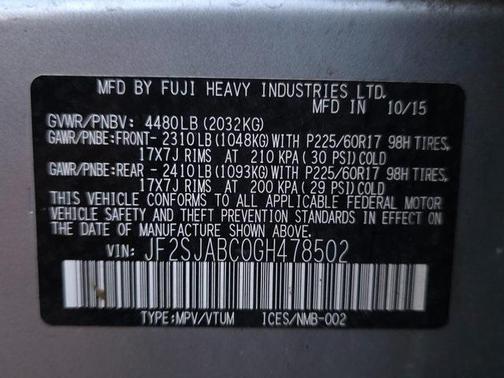 MFD BY FUJI HEAVY INDUSTRIES LTD.
10/15
GVWR/PNBV: 4480LB(2032KG)
GAWR/PNBE:FRONT- 2310LB(1048KG)WITH P225/60R17 98H TIRES,
17X7J RIMS AT 210 KPA( 30 PSI)COLD
GAWR/PNBE:REAR - 2410LB(1093KG)WITH P225/60R17 98H TIRES,
17X7J RIMS AT 200 KPA( 29 PSI)COLD
THIS VEHICLE CONFORMS TO ALL APPLICABLE FEDERAL MOTOR
VEHICLE SAFETY AND THEFT PREVENTION STANDARDS IN EFFECT
ON THE DATE OF MANUFACTURE SHOWN ABOVE.
VIN: JF2SJABC0GH478502
TYPE:MPV/VTUM ICES/NMB-002